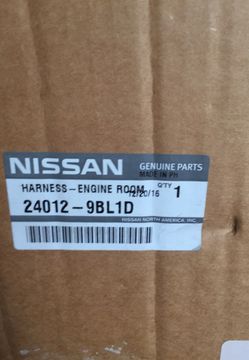 NISSAN
GENUINE PARTS
MADE IN PH
HARNESS-ENGINE ROOM
12/20/16
Q'TY
1
24012-9BL1D
NISSAN NORTH AMERICA, INC.